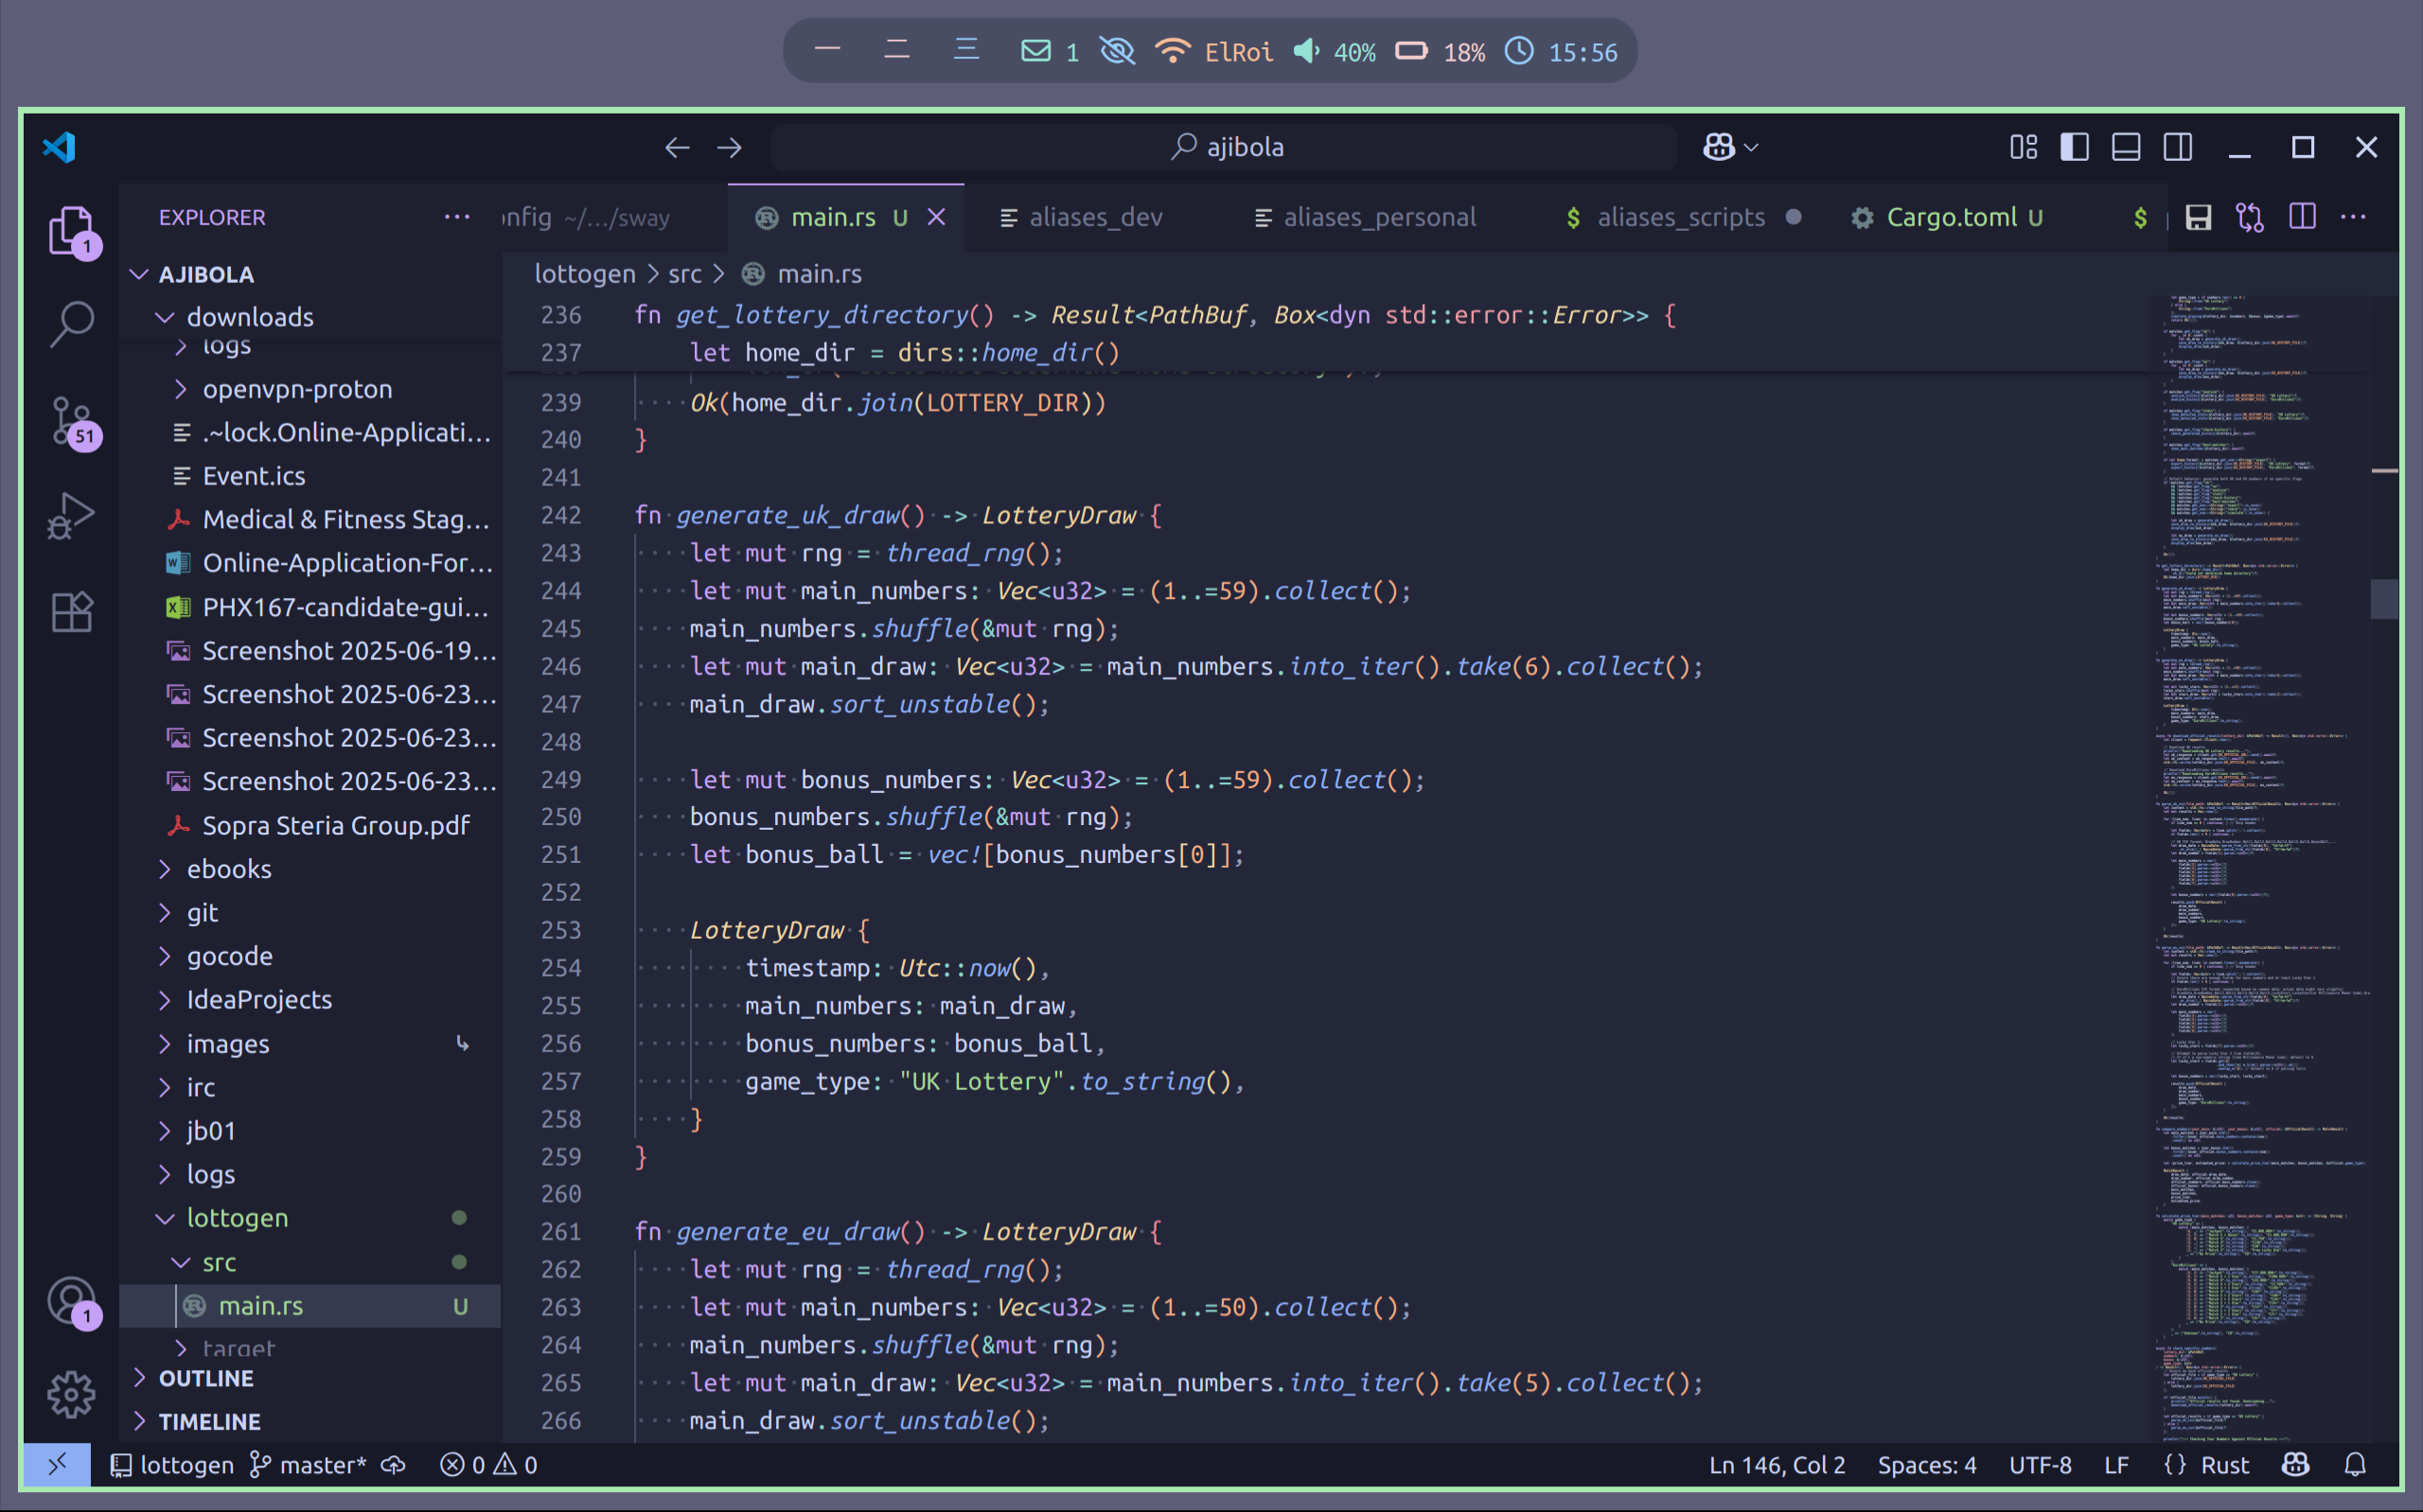 一 二 三 1 ElRoi 40% 18% 15:56
ajibola
EXPLORER
onfig ~/.../sway
main.rs U
aliases_dev
aliases_personal
$ aliases_scripts
Cargo.toml U
$
AJIBOLA
downloads
logs
openvpn-proton
.~lock.Online-Applicati...
Event.ics
Medical & Fitness Stag...
Online-Application-For...
PHX167-candidate-gui...
Screenshot 2025-06-19...
Screenshot 2025-06-23...
Screenshot 2025-06-23...
Screenshot 2025-06-23...
Sopra Steria Group.pdf
ebooks
git
gocode
IdeaProjects
images
irc
jb01
logs
lottogen
src
main.rs U
target
OUTLINE
TIMELINE
1
51
1
lottogen > src > main.rs
236 fn get_lottery_directory() -> Result<PathBuf, Box<dyn std::error::Error>> {
237     let home_dir = dirs::home_dir()
239     Ok(home_dir.join(LOTTERY_DIR))
240 }
241
242 fn generate_uk_draw() -> LotteryDraw {
243     let mut rng = thread_rng();
244     let mut main_numbers: Vec<u32> = (1..=59).collect();
245     main_numbers.shuffle(&mut rng);
246     let mut main_draw: Vec<u32> = main_numbers.into_iter().take(6).collect();
247     main_draw.sort_unstable();
248
249     let mut bonus_numbers: Vec<u32> = (1..=59).collect();
250     bonus_numbers.shuffle(&mut rng);
251     let bonus_ball = vec![bonus_numbers[0]];
252
253     LotteryDraw {
254         timestamp: Utc::now(),
255         main_numbers: main_draw,
256         bonus_numbers: bonus_ball,
257         game_type: "UK Lottery".to_string(),
258     }
259 }
260
261 fn generate_eu_draw() -> LotteryDraw {
262     let mut rng = thread_rng();
263     let mut main_numbers: Vec<u32> = (1..=50).collect();
264     main_numbers.shuffle(&mut rng);
265     let mut main_draw: Vec<u32> = main_numbers.into_iter().take(5).collect();
266     main_draw.sort_unstable();
lottogen master* 0 0
Ln 146, Col 2 Spaces: 4 UTF-8 LF {} Rust